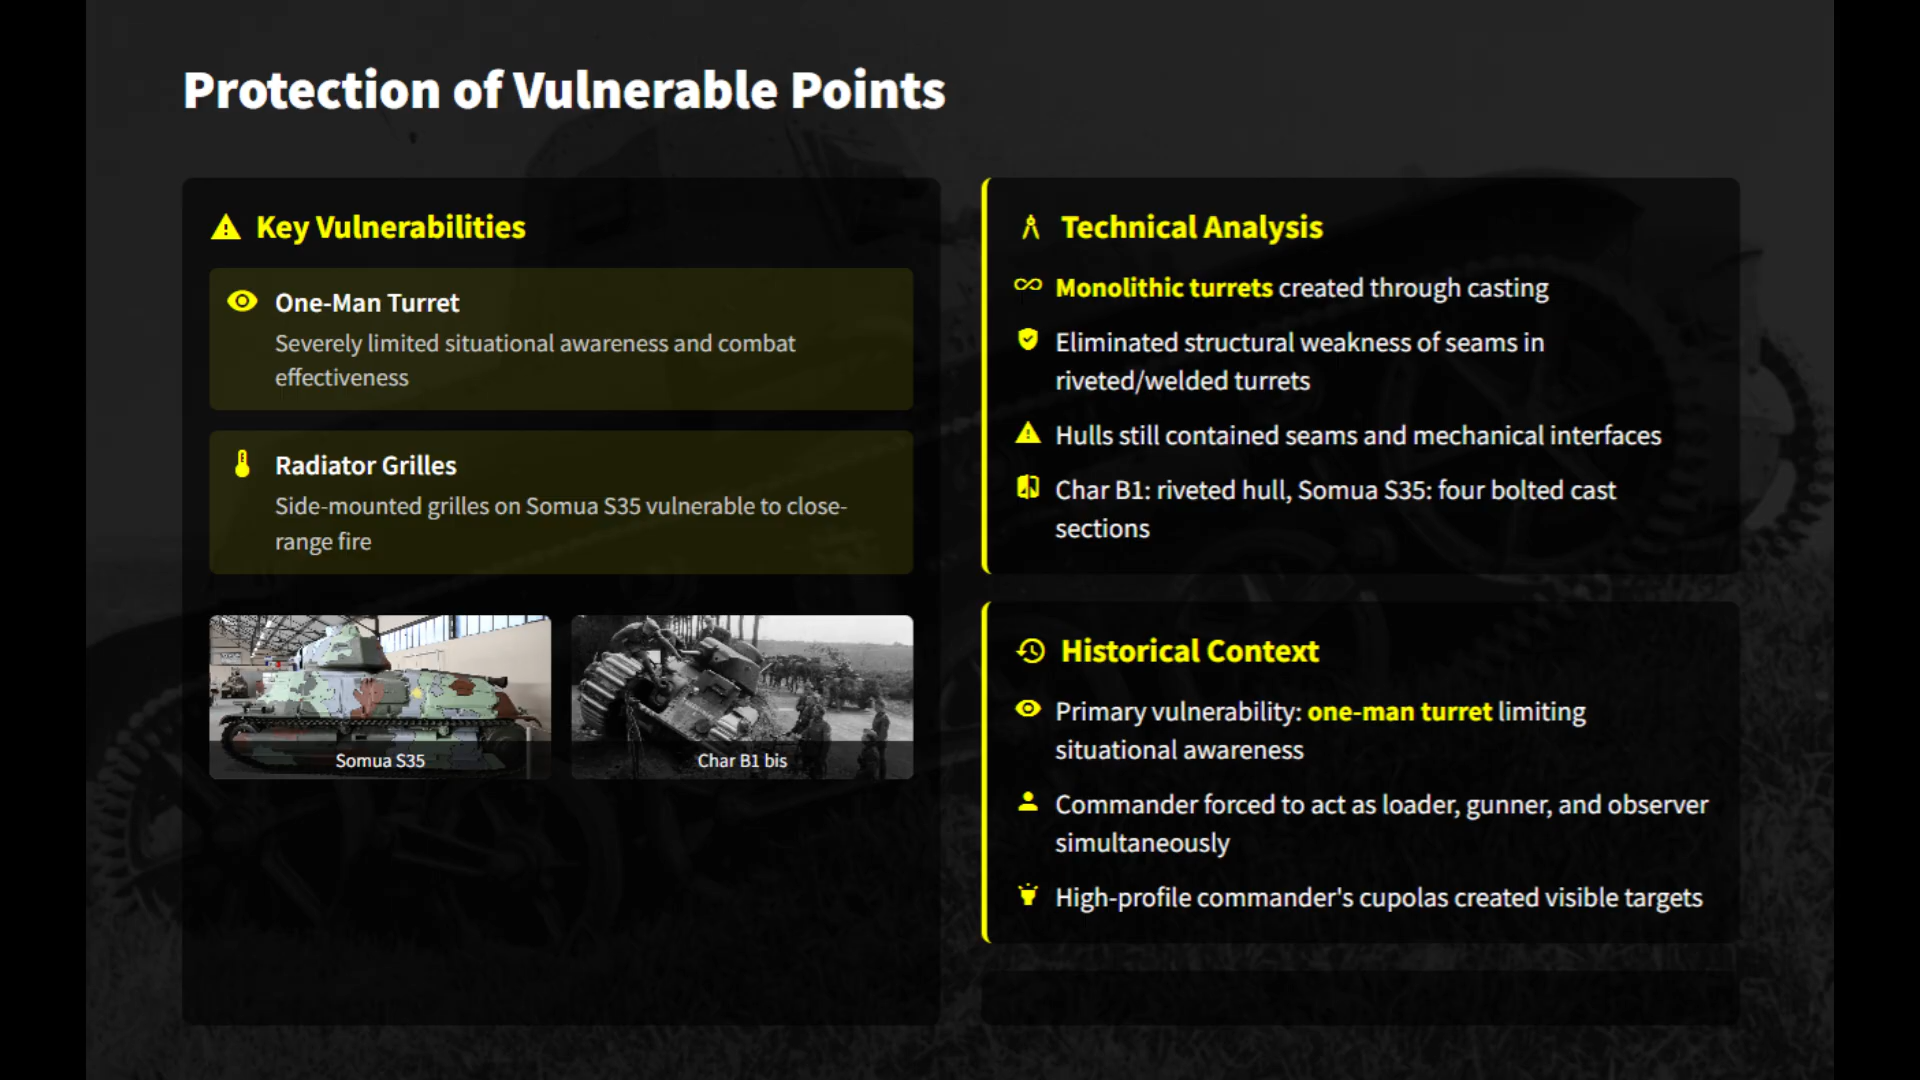 Protection of Vulnerable Points
Key Vulnerabilities
One-Man Turret
Severely limited situational awareness and combat
effectiveness
Radiator Grilles
Side-mounted grilles on Somua S35 vulnerable to close-
range fire
Somua S35
Char B1 bis
Technical Analysis
Monolithic turrets created through casting
Eliminated structural weakness of seams in
riveted/welded turrets
Hulls still contained seams and mechanical interfaces
Char B1: riveted hull, Somua S35: four bolted cast
sections
Historical Context
Primary vulnerability: one-man turret limiting
situational awareness
Commander forced to act as loader, gunner, and observer
simultaneously
High-profile commander's cupolas created visible targets